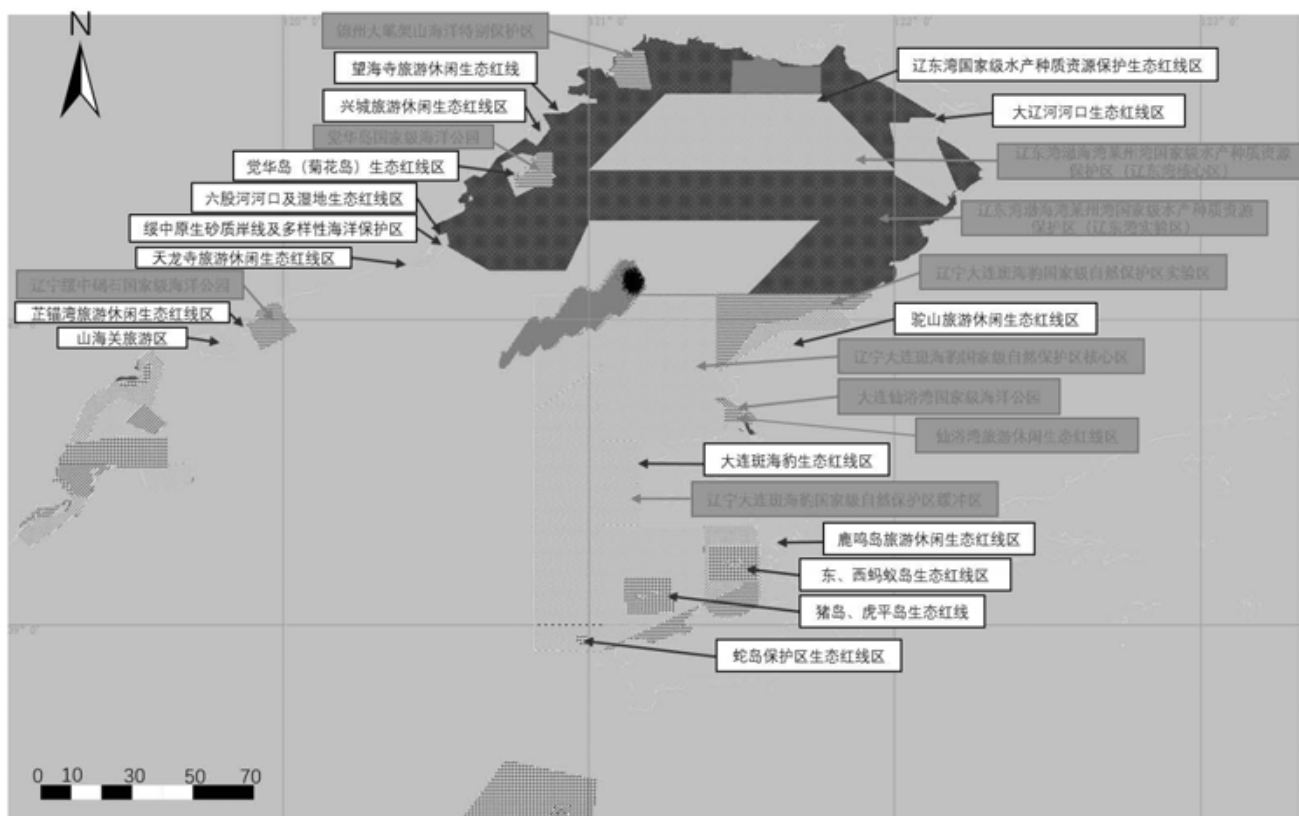 N
120° 0′
121° 0′
122° 0′
123° 0′
锦州大笔架山海洋特别保护区
望海寺旅游休闲生态红线
兴城旅游休闲生态红线区
觉华岛国家级海洋公园
觉华岛（菊花岛）生态红线区
六股河河口及湿地生态红线区
绥中原生砂质岸线及多样性海洋保护区
天龙寺旅游休闲生态红线区
辽宁绥中碣石国家级海洋公园
芷锚湾旅游休闲生态红线区
山海关旅游区
辽东湾国家级水产种质资源保护生态红线区
大辽河河口生态红线区
辽东湾渤海湾莱州湾国家级水产种质资源
保护区（辽东湾核心区）
辽东湾渤海湾莱州湾国家级水产种质资源
保护区（辽东湾实验区）
辽宁大连斑海豹国家级自然保护区实验区
驼山旅游休闲生态红线区
辽宁大连斑海豹国家级自然保护区核心区
大连仙浴湾国家级海洋公园
仙浴湾旅游休闲生态红线区
大连斑海豹生态红线区
辽宁大连斑海豹国家级自然保护区缓冲区
鹿鸣岛旅游休闲生态红线区
东、西蚂蚁岛生态红线区
猪岛、虎平岛生态红线
39° 0′
蛇岛保护区生态红线区
0 10 30 50 70